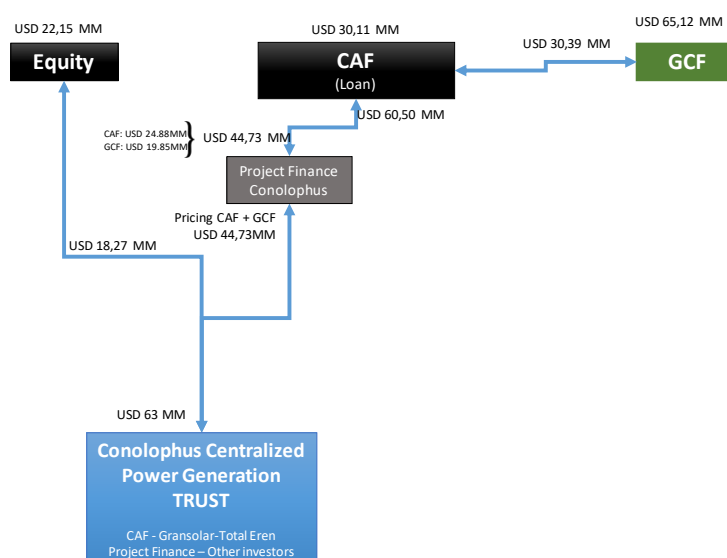 USD 22,15 MM
Equity
USD 30,11 MM
CAF
(Loan)
USD 30,39 MM
USD 65,12 MM
GCF
USD 60,50 MM
CAF: USD 24.88MM
GCF: USD 19.85MM
USD 44,73 MM
Project Finance
Conolophus
Pricing CAF + GCF
USD 44,73MM
USD 18,27 MM
USD 63 MM
Conolophus Centralized
Power Generation
TRUST
CAF - Gransolar-Total Eren
Project Finance – Other investors